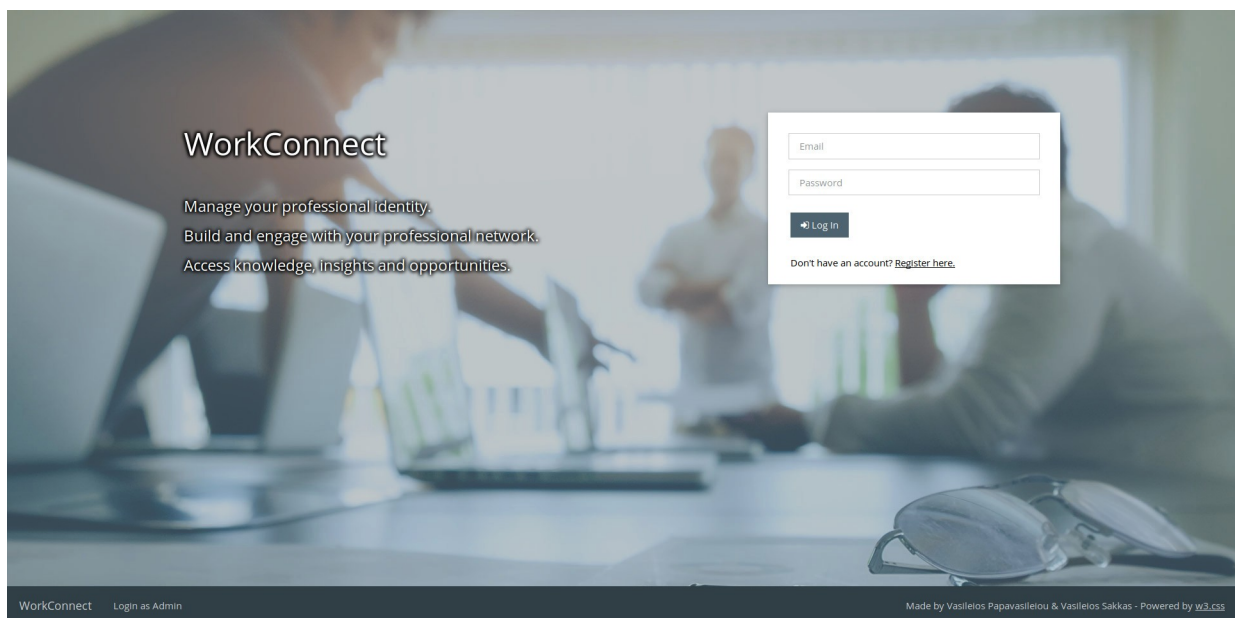 WorkConnect
Manage your professional identity.
Build and engage with your professional network.
Access knowledge, insights and opportunities.
Email
Password
Log In
Don't have an account? Register here.
WorkConnect Login as Admin Made by Vasileios Papavasileiou & Vasileios Sakkas - Powered by w3.css